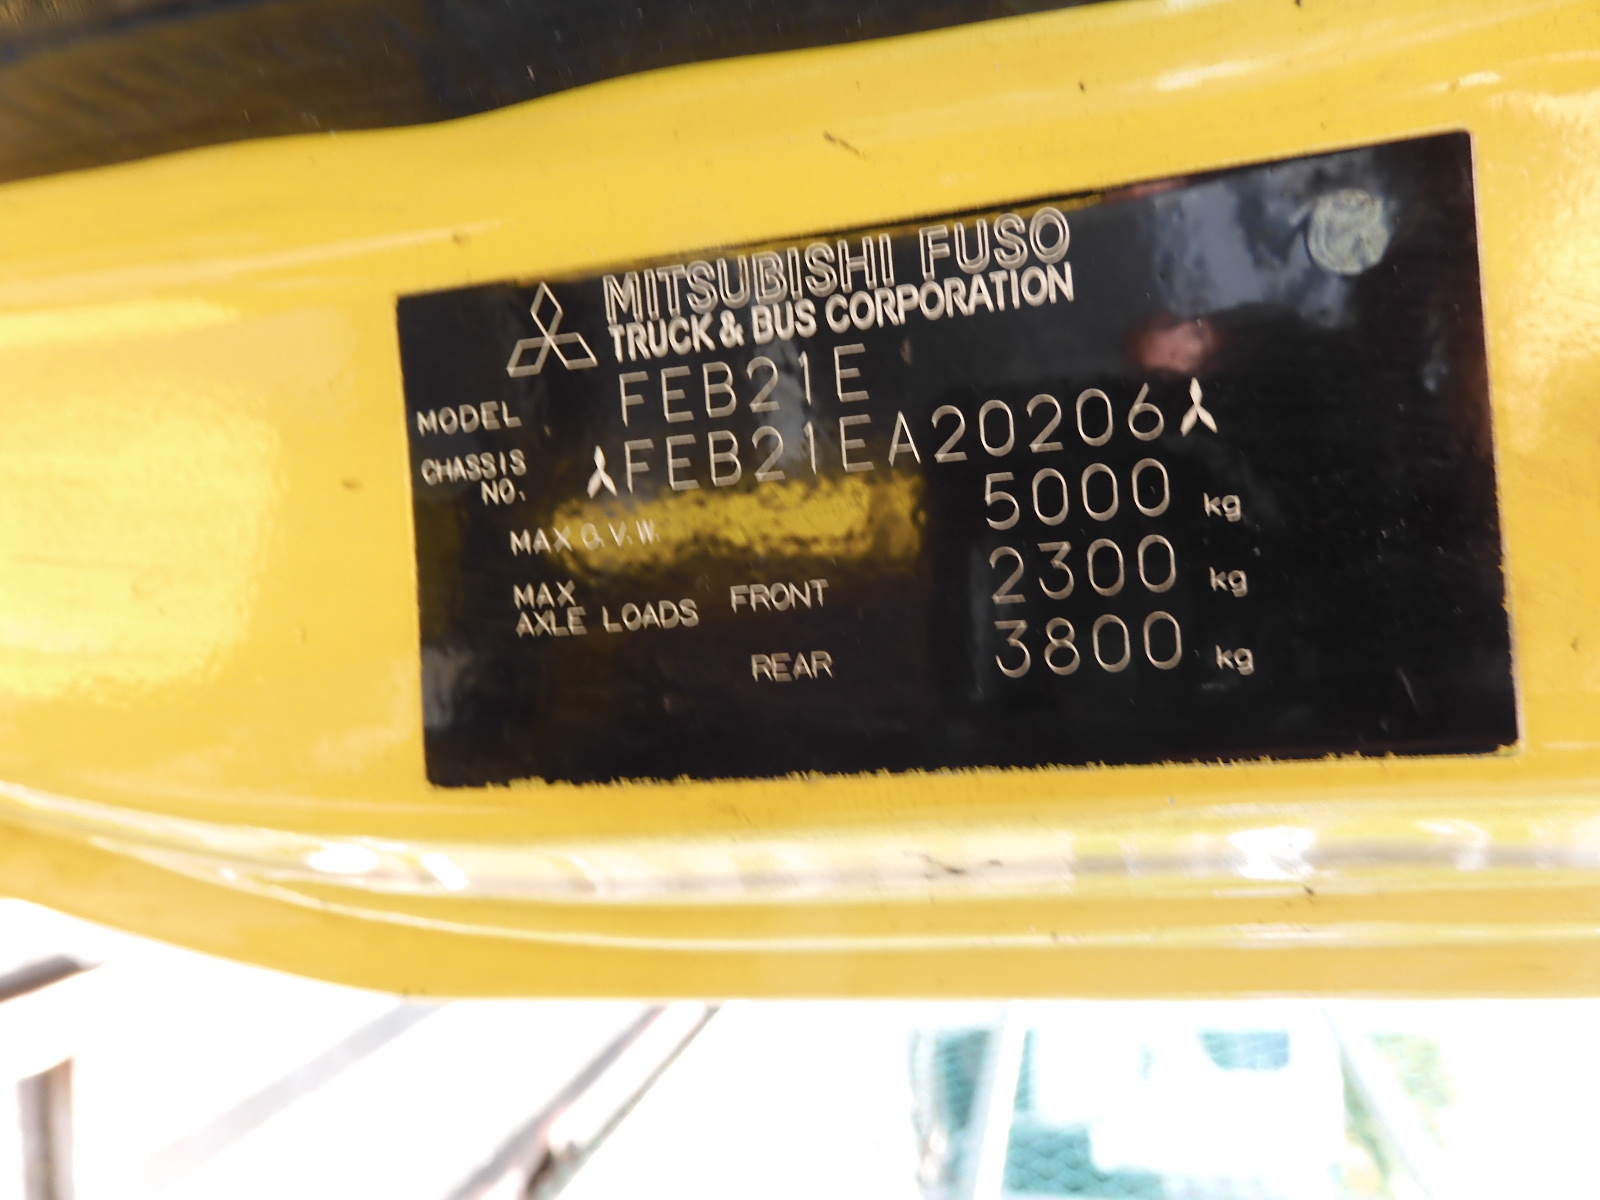 MITSUBISHI FUSO
TRUCK & BUS CORPORATION
MODEL FEB21E
CHASSIS NO. FEB21EA20206
MAX G.V.W. 5000 kg
MAX AXLE LOADS FRONT 2300 kg
REAR 3800 kg